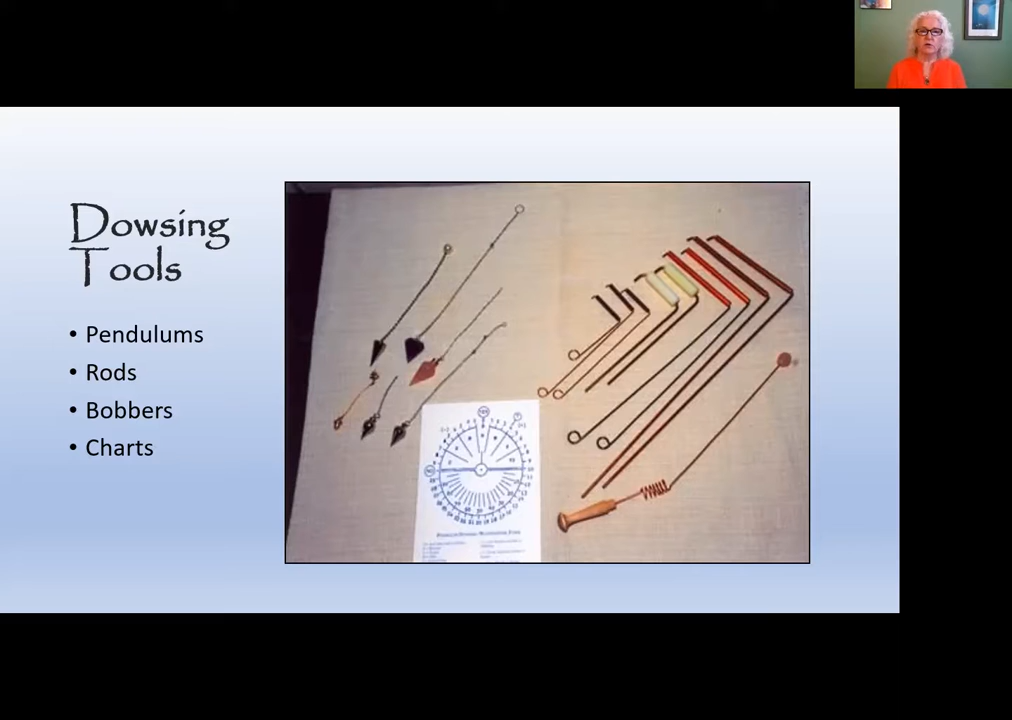 Dowsing
Tools
• Pendulums
• Rods
• Bobbers
• Charts